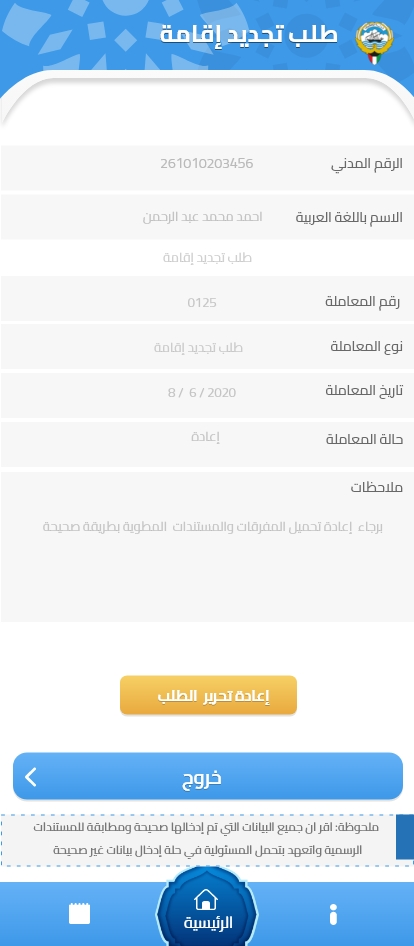 طلب تجديد إقامة
الرقم المدني 261010203456
الاسم باللغة العربية احمد محمد عبد الرحمن
طلب تجديد إقامة
رقم المعاملة 0125
نوع المعاملة طلب تجديد إقامة
تاريخ المعاملة 8 / 6 / 2020
حالة المعاملة إعادة
ملاحظات
برجاء إعادة تحميل المفرقات والمستندات المطوية بطريقة صحيحة
إعادة تحرير الطلب
خروج
ملحوظة: اقر ان جميع البيانات التي تم إدخالها صحيحة ومطابقة للمستندات
الرسمية واتعهد بتحمل المسئولية في حلة إدخال بيانات غير صحيحة
الرئيسية